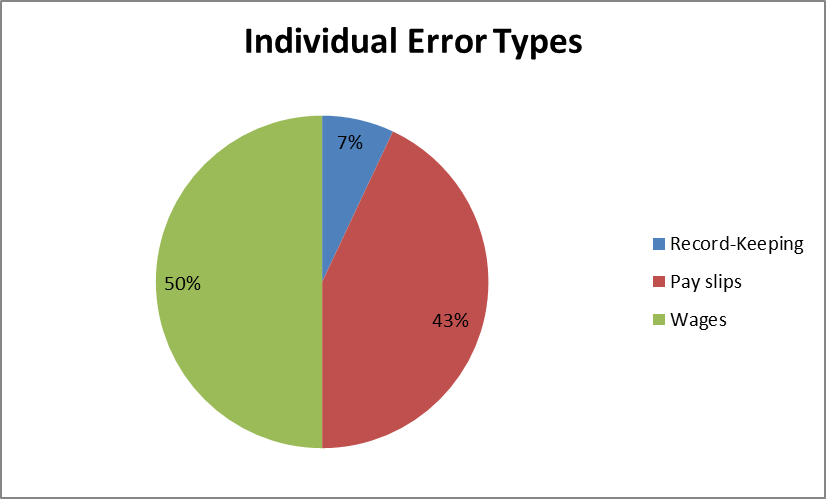 Individual Error Types
7%
Record-Keeping
Pay slips
50%
43%
Wages